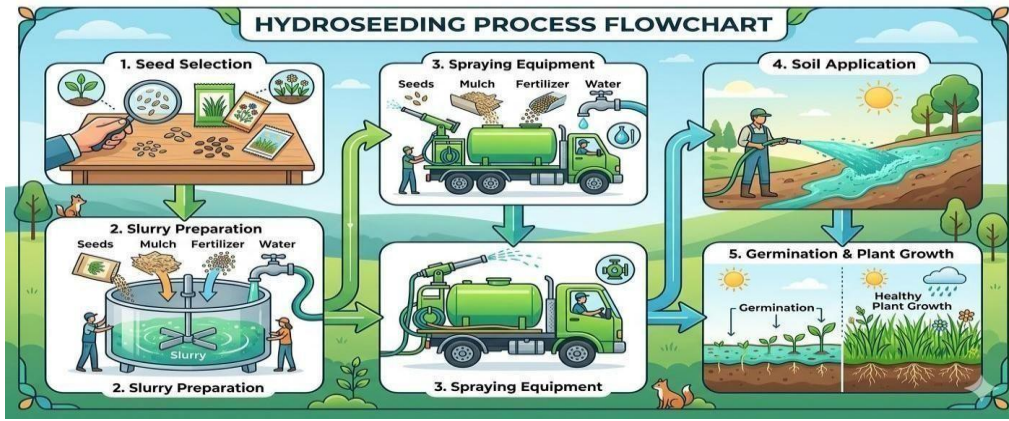 HYDROSEEDING PROCESS FLOWCHART
1. Seed Selection
2. Slurry Preparation
Seeds Mulch Fertilizer Water
Slurry
2. Slurry Preparation
3. Spraying Equipment
Seeds Mulch Fertilizer Water
3. Spraying Equipment
4. Soil Application
5. Germination & Plant Growth
Germination
Healthy
Plant Growth